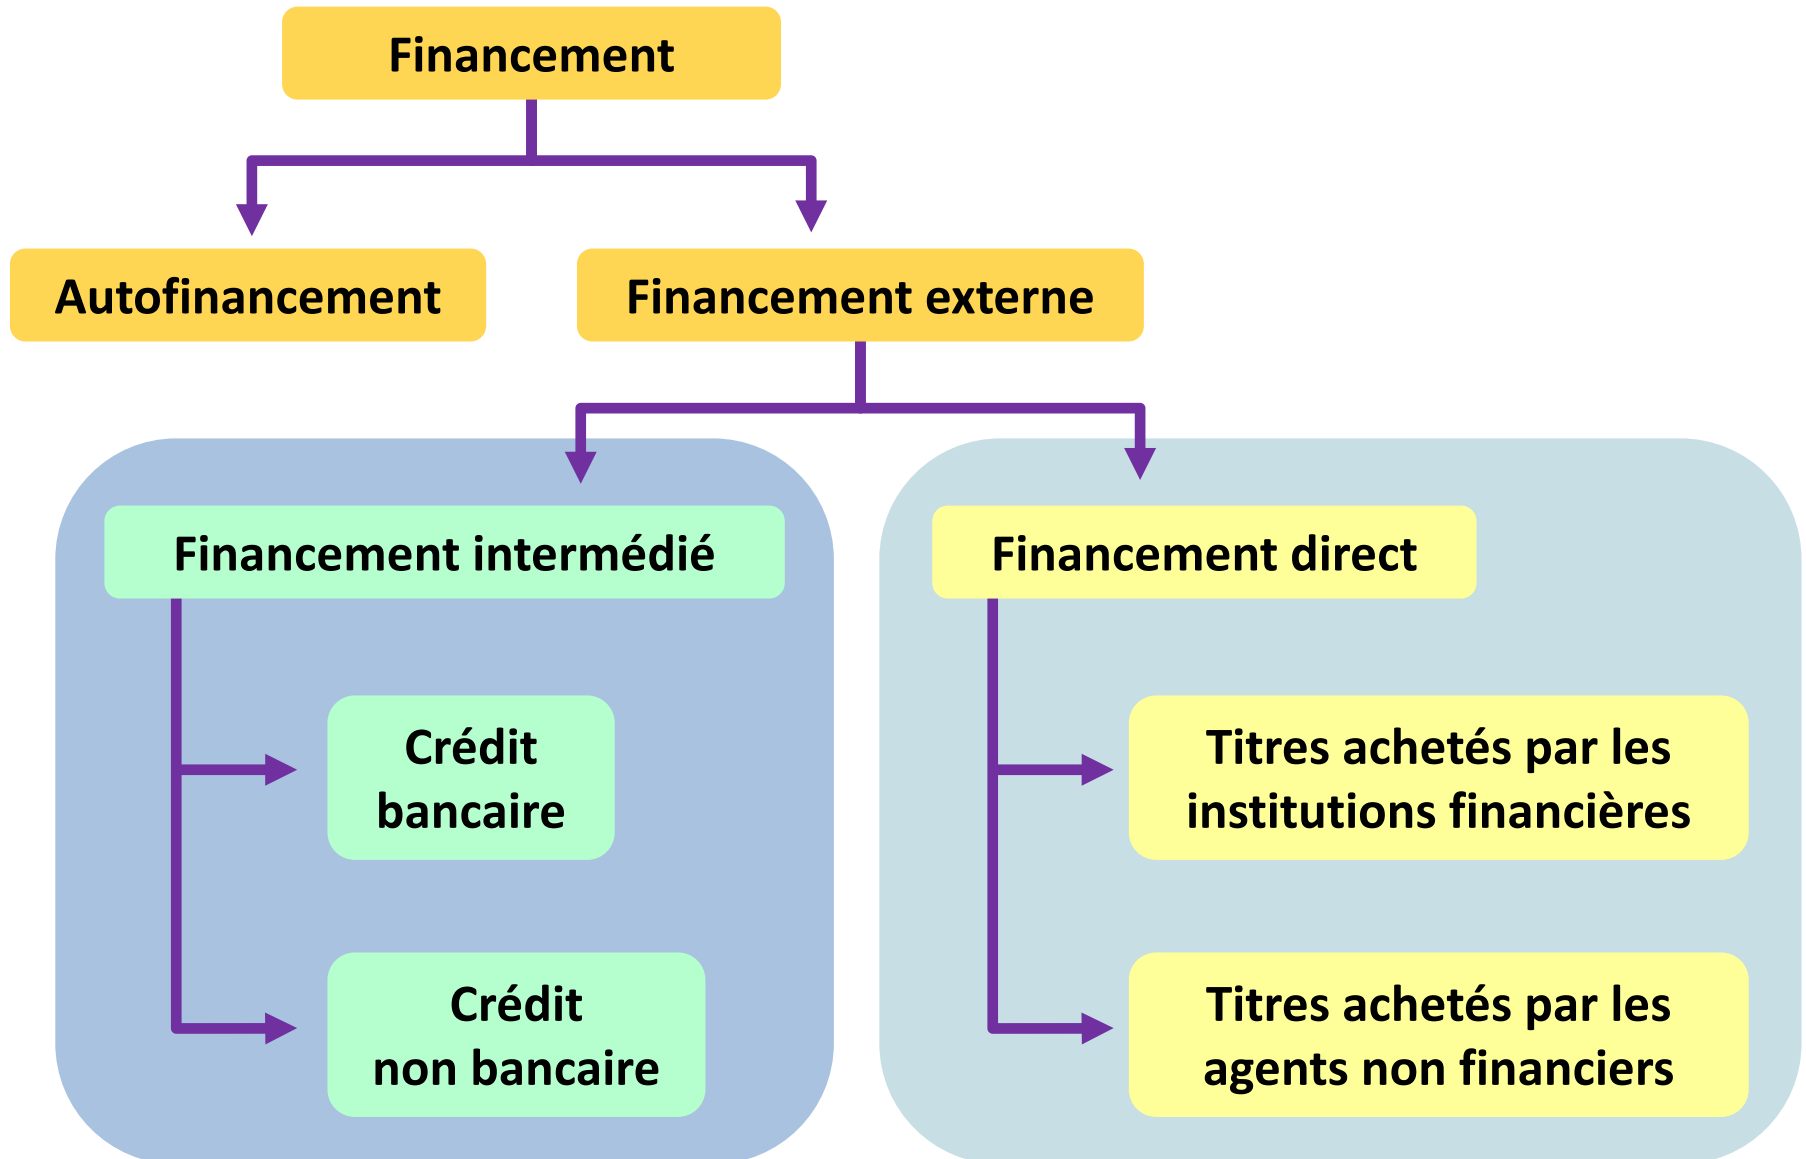 Financement
Autofinancement
Financement externe
Financement intermédié
Financement direct
Crédit
bancaire
Titres achetés par les
institutions financières
Crédit
non bancaire
Titres achetés par les
agents non financiers